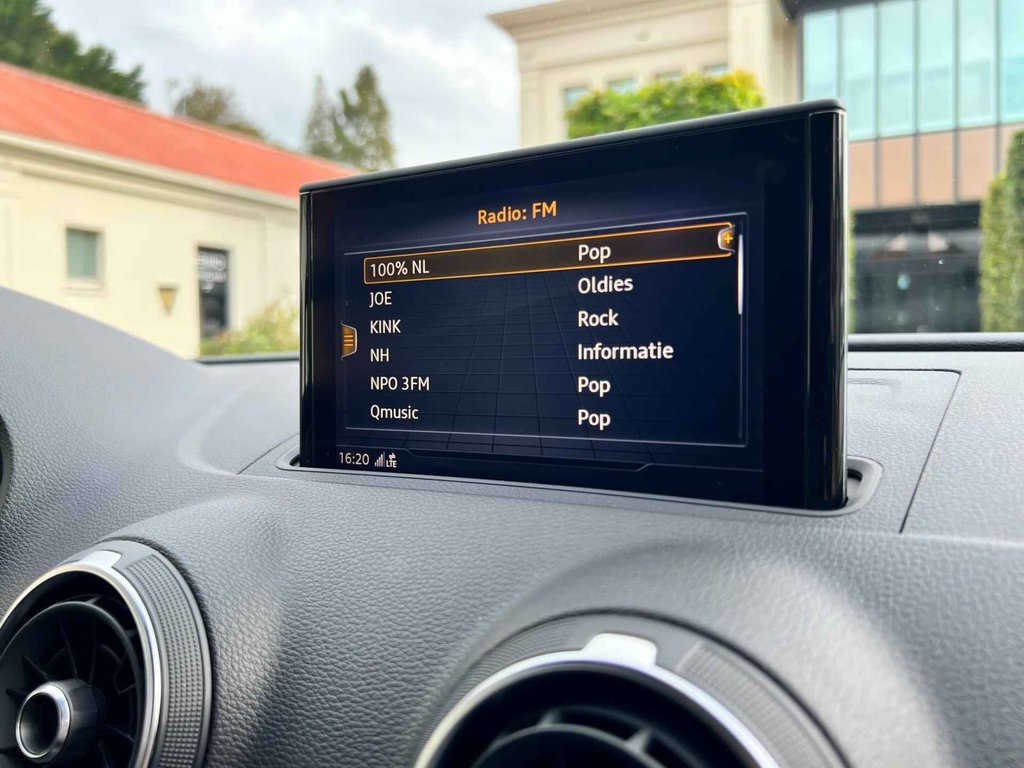 Radio: FM
100% NL Pop
JOE Oldies
KINK Rock
NH Informatie
NPO 3FM Pop
Qmusic Pop
16:20 LTE